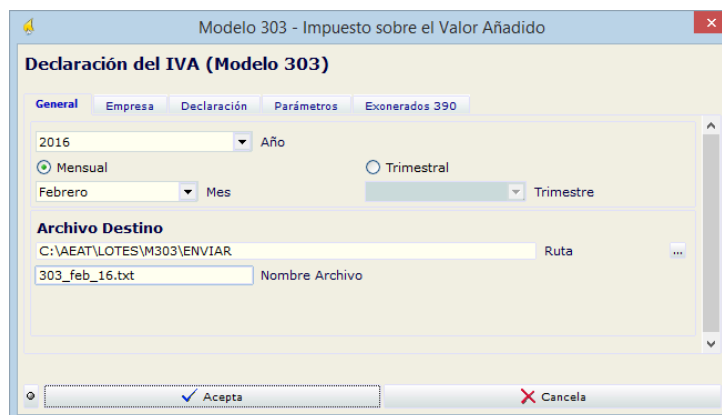 Modelo 303 - Impuesto sobre el Valor Añadido
Declaración del IVA (Modelo 303)
General Empresa Declaración Parámetros Exonerados 390
2016 Año
Mensual Trimestral
Febrero Mes Trimestre
Archivo Destino
C:\AEAT\LOTES\M303\ENVIAR Ruta ...
303_feb_16.txt Nombre Archivo
Acepta Cancela